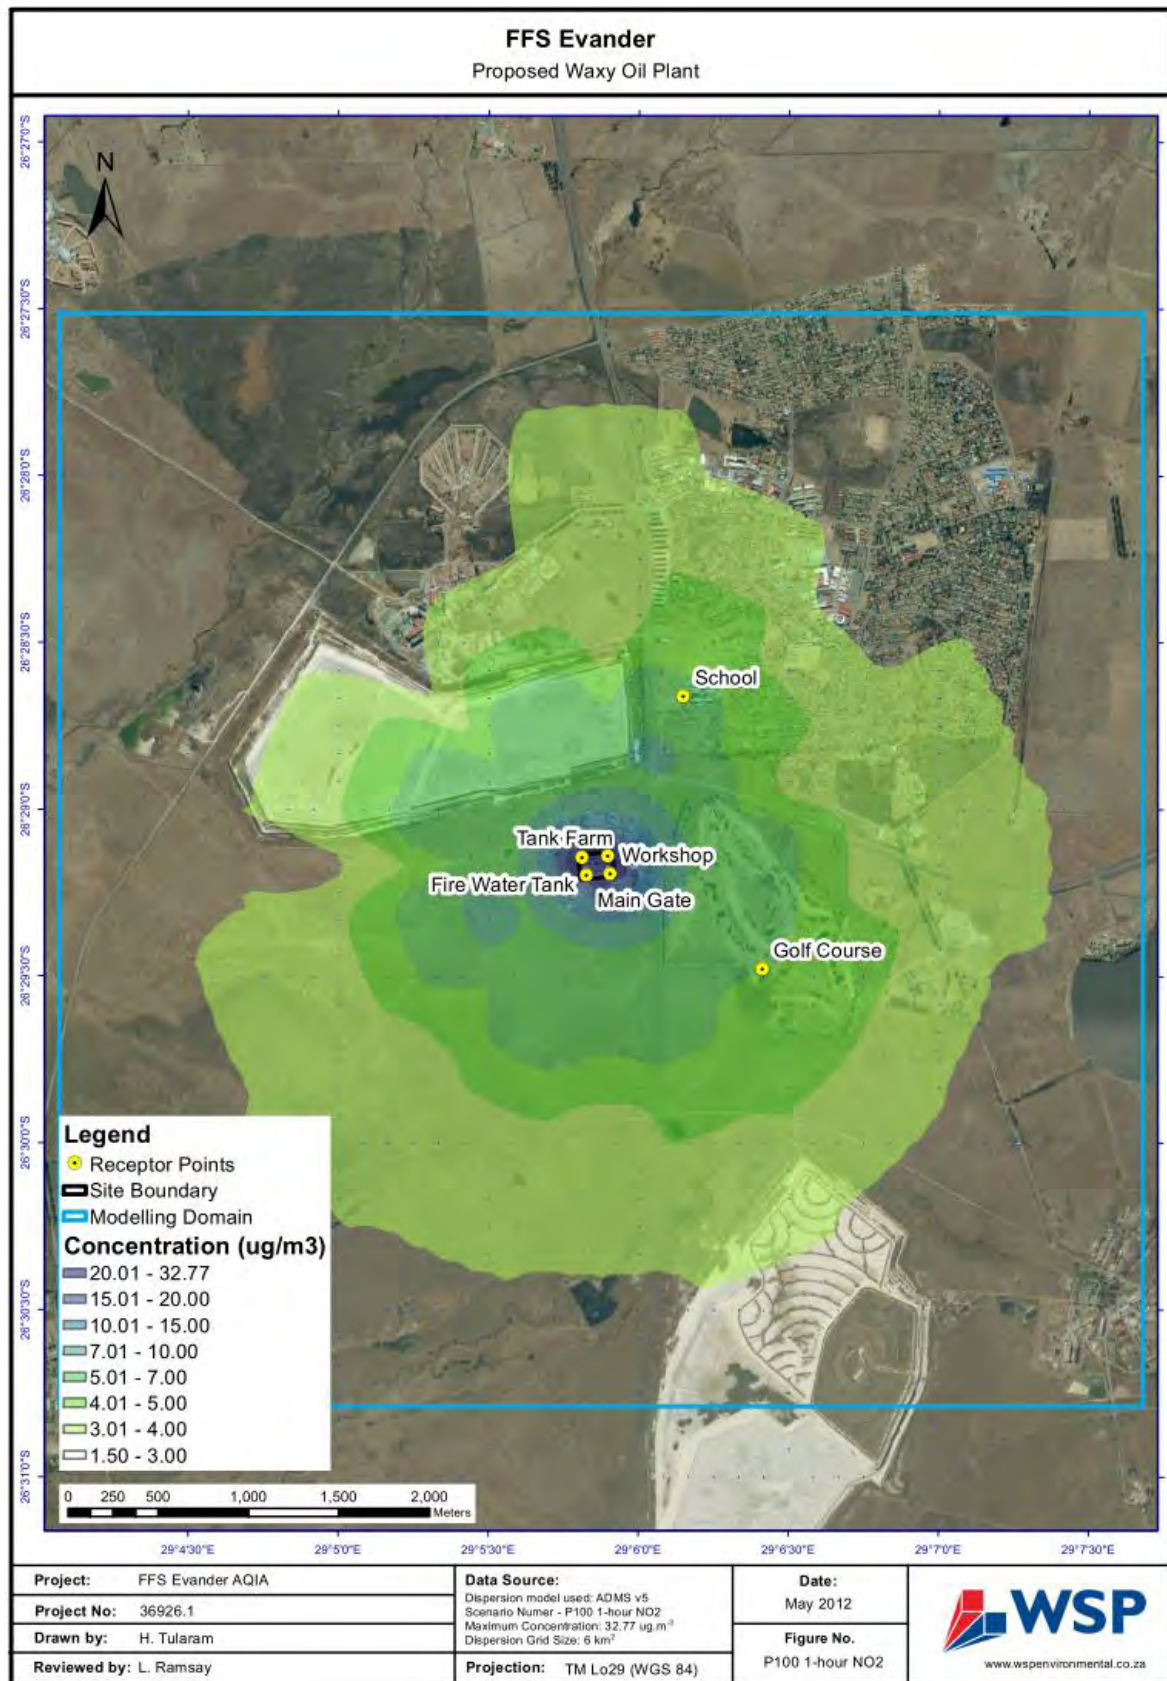 FFS Evander
Proposed Waxy Oil Plant
26°27'0"S
26°27'30"S
26°28'0"S
26°28'30"S
26°29'0"S
26°29'30"S
26°30'0"S
26°30'30"S
26°31'0"S
N
School
Tank Farm
Workshop
Fire Water Tank
Main Gate
Golf Course
Legend
Receptor Points
Site Boundary
Modelling Domain
Concentration (ug/m3)
20.01 - 32.77
15.01 - 20.00
10.01 - 15.00
7.01 - 10.00
5.01 - 7.00
4.01 - 5.00
3.01 - 4.00
1.50 - 3.00
0 250 500 1,000 1,500 2,000
Meters
29°4'30"E 29°5'0"E 29°5'30"E 29°6'0"E 29°6'30"E 29°7'0"E 29°7'30"E
Project: FFS Evander AQIA
Project No: 36926.1
Drawn by: H. Tularam
Reviewed by: L. Ramsay
Data Source:
Dispersion model used: ADMS v5
Scenario Numer - P100 1-hour NO2
Maximum Concentration: 32.77 ug.m-3
Dispersion Grid Size: 6 km²
Projection: TM Lo29 (WGS 84)
Date:
May 2012
Figure No.
P100 1-hour NO2
WSP
www.wspenvironmental.co.za